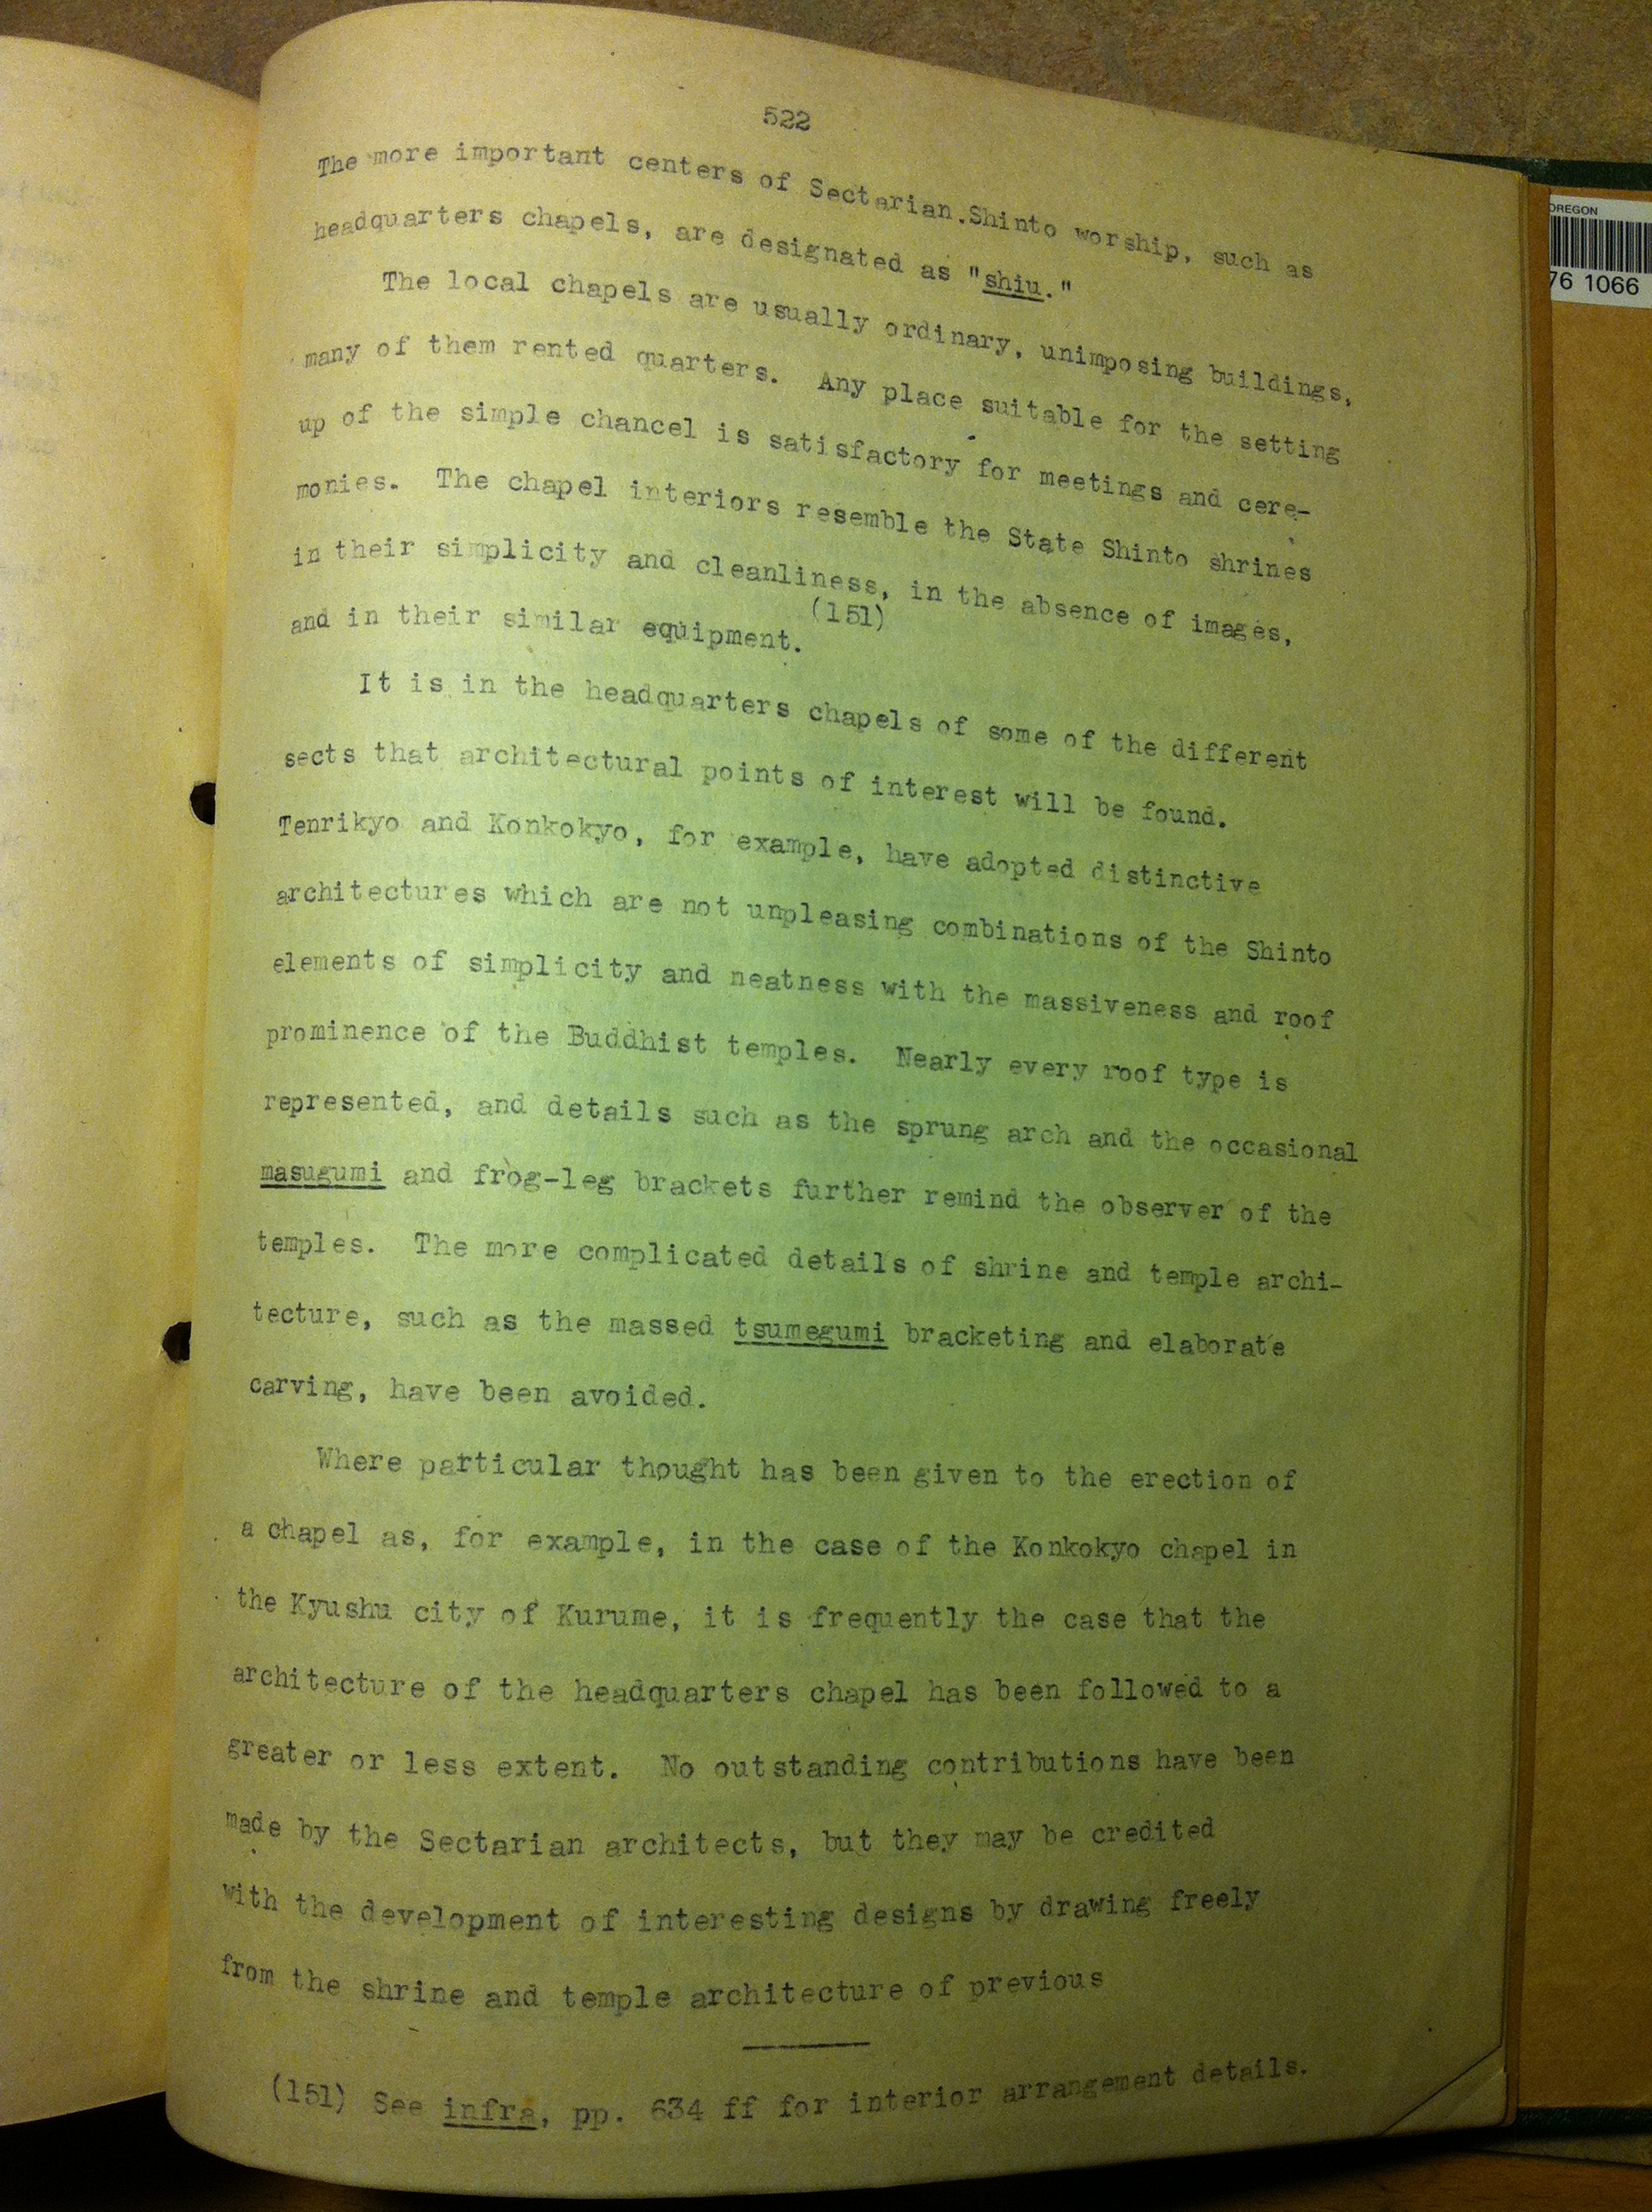 522
The more important centers of Sectarian.Shinto worship, such as
headquarters chapels, are designated as "shiu."
The local chapels are usually ordinary, unimposing buildings,
many of them rented quarters. Any place suitable for the setting
up of the simple chancel is satisfactory for meetings and cere-
monies. The chapel interiors resemble the State Shinto shrines
in their simplicity and cleanliness, in the absence of images,
and in their similar equipment. (151)
It is in the headquarters chapels of some of the different
sects that architectural points of interest will be found.
Tenrikyo and Konkokyo, for example, have adopted distinctive
architectures which are not unpleasing combinations of the Shinto
elements of simplicity and neatness with the massiveness and roof
prominence of the Buddhist temples. Nearly every roof type is
represented, and details such as the sprung arch and the occasional
masugumi and frog-leg brackets further remind the observer of the
temples. The more complicated details of shrine and temple archi-
tecture, such as the massed tsumegumi bracketing and elaborate
carving, have been avoided.
Where particular thought has been given to the erection of
a chapel as, for example, in the case of the Konkokyo chapel in
the Kyushu city of Kurume, it is frequently the case that the
architecture of the headquarters chapel has been followed to a
greater or less extent. No outstanding contributions have been
made by the Sectarian architects, but they may be credited
with the development of interesting designs by drawing freely
from the shrine and temple architecture of previous
(151) See infra, pp. 634 ff for interior arrangement details.
OREGON
76 1066